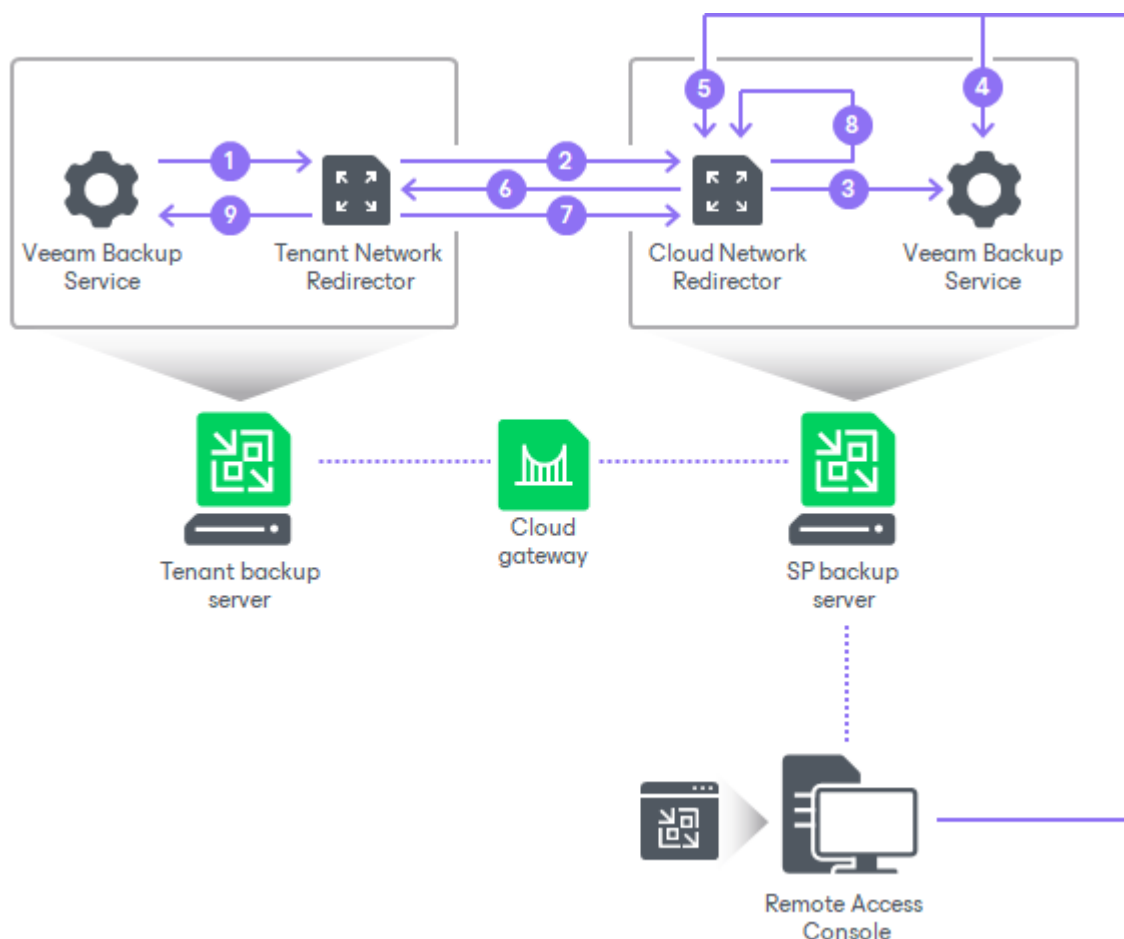 5
4
8
1
2
6
3
9
7
Veeam Backup
Service
Tenant Network
Redirector
Cloud Network
Redirector
Veeam Backup
Service
Cloud
gateway
Tenant backup
server
SP backup
server
Remote Access
Console